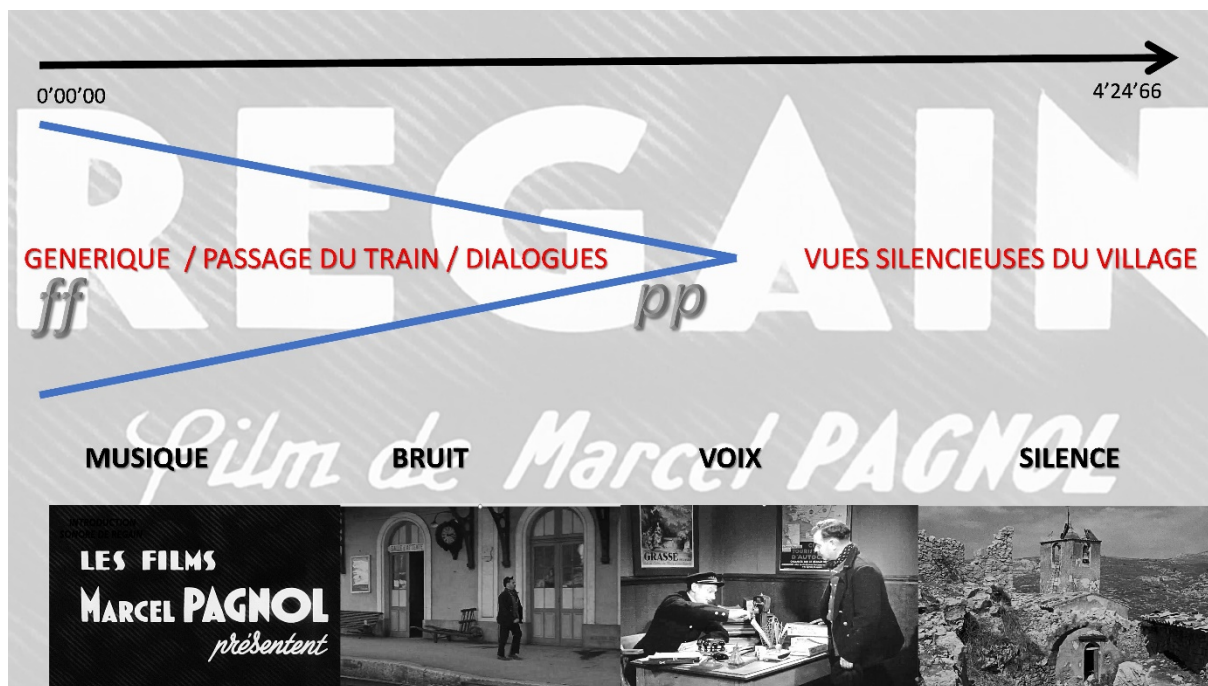 0’00’00
4’24’66
REGAIN
GENERIQUE / PASSAGE DU TRAIN / DIALOGUES
VUES SILENCIEUSES DU VILLAGE
ff
pp
Film de Marcel PAGNOL
MUSIQUE
BRUIT
VOIX
SILENCE
INTRODUCTION
LES FILMS
MARCEL PAGNOL
présentent
GRASSE